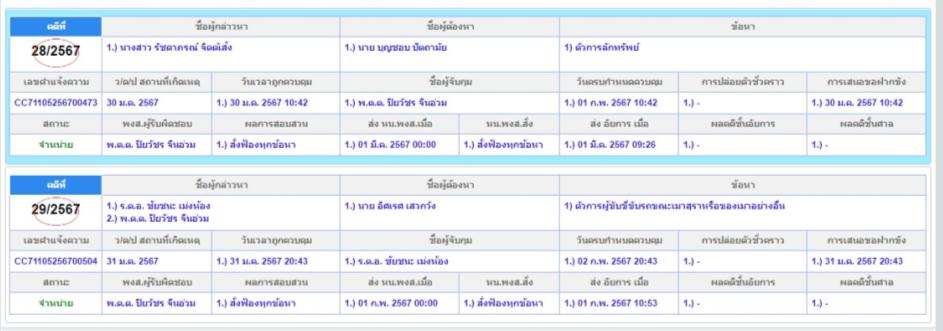 คดีที่ ชื่อผู้กล่าวหา ชื่อผู้ต้องหา ข้อหา
28/2567 1.) นางสาว รัชดาภรณ์ จิตต์เส้ง 1.) นาย บุญชอบ ปัตถามัย 1) ตัวการลักทรัพย์
เลขคำแจ้งความ ว/ด/ป สถานที่เกิดเหตุ วันเวลาถูกควบคุม ชื่อผู้จับกุม วันครบกำหนดควบคุม การปล่อยตัวชั่วคราว การเสนอขอฝากขัง
CC71105256700473 30 ม.ค. 2567 1.) 30 ม.ค. 2567 10:42 1.) พ.ต.ต. ปิยวัชร จีนอ่วม 1.) 01 ก.พ. 2567 10:42 1.) - 1.) 30 ม.ค. 2567 10:42
สถานะ พงส.ผู้รับผิดชอบ ผลการสอบสวน ส่ง หน.พงส.เมื่อ หน.พงส.สั่ง ส่ง อัยการ เมื่อ ผลคดีชั้นอัยการ ผลคดีชั้นศาล
จำหน่าย พ.ต.ต. ปิยวัชร จีนอ่วม 1.) สั่งฟ้องทุกข้อหา 1.) 01 มี.ค. 2567 00:00 1.) สั่งฟ้องทุกข้อหา 1.) 01 มี.ค. 2567 09:26 1.) - 1.) -
คดีที่ ชื่อผู้กล่าวหา ชื่อผู้ต้องหา ข้อหา
29/2567 1.) ร.ต.อ. ชัยชนะ เม่งห้อง 1.) นาย อิศเรศ เสวกวัง 1) ตัวการผู้ขับขี่ขับรถขณะเมาสุราหรือของเมาอย่างอื่น
2.) พ.ต.ต. ปิยวัชร จีนอ่วม
เลขคำแจ้งความ ว/ด/ป สถานที่เกิดเหตุ วันเวลาถูกควบคุม ชื่อผู้จับกุม วันครบกำหนดควบคุม การปล่อยตัวชั่วคราว การเสนอขอฝากขัง
CC71105256700504 31 ม.ค. 2567 1.) 31 ม.ค. 2567 20:43 1.) ร.ต.อ. ชัยชนะ เม่งห้อง 1.) 02 ก.พ. 2567 20:43 1.) - 1.) 31 ม.ค. 2567 20:43
สถานะ พงส.ผู้รับผิดชอบ ผลการสอบสวน ส่ง หน.พงส.เมื่อ หน.พงส.สั่ง ส่ง อัยการ เมื่อ ผลคดีชั้นอัยการ ผลคดีชั้นศาล
จำหน่าย พ.ต.ต. ปิยวัชร จีนอ่วม 1.) สั่งฟ้องทุกข้อหา 1.) 01 ก.พ. 2567 00:00 1.) สั่งฟ้องทุกข้อหา 1.) 01 ก.พ. 2567 10:53 1.) - 1.) -